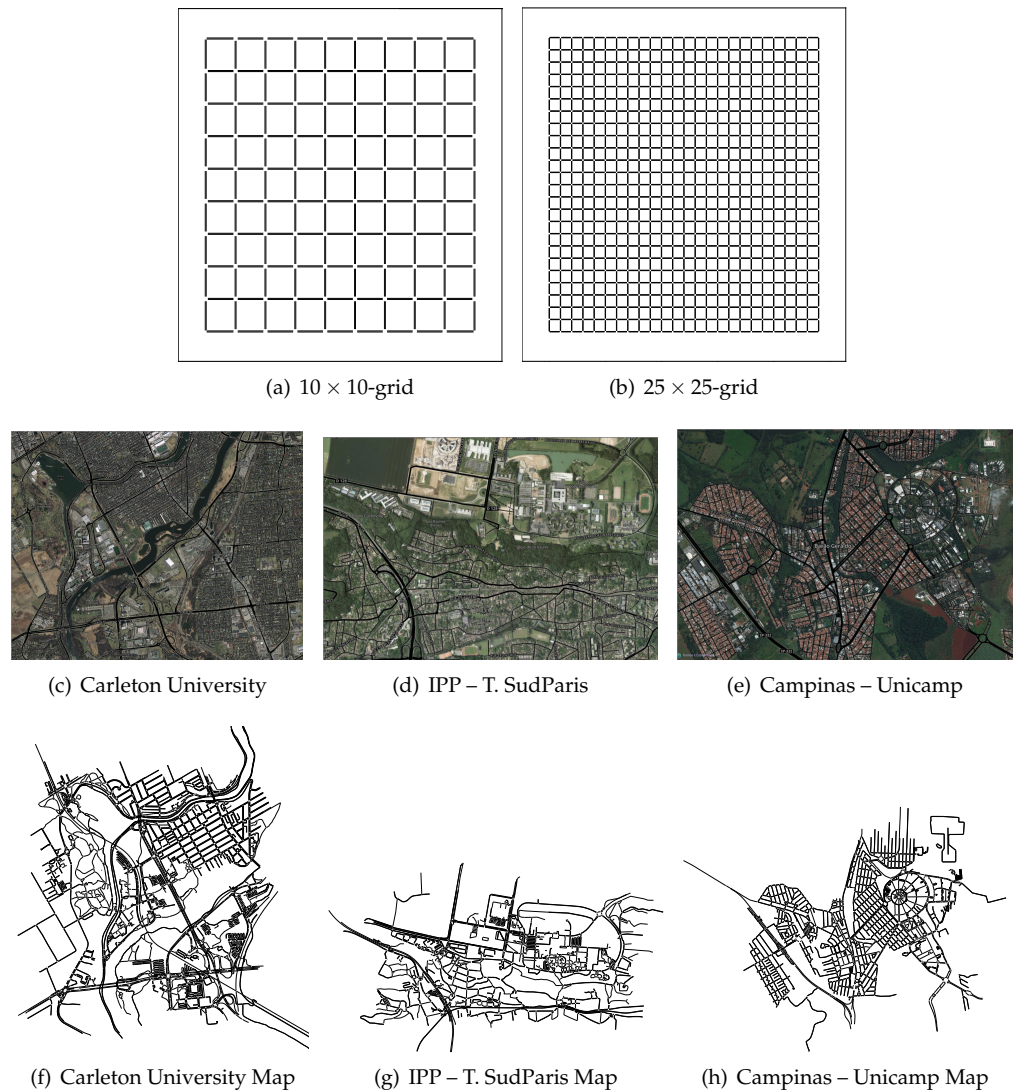 (a) 10 × 10-grid
(b) 25 × 25-grid
(c) Carleton University
(d) IPP – T. SudParis
(e) Campinas – Unicamp
(f) Carleton University Map
(g) IPP – T. SudParis Map
(h) Campinas – Unicamp Map